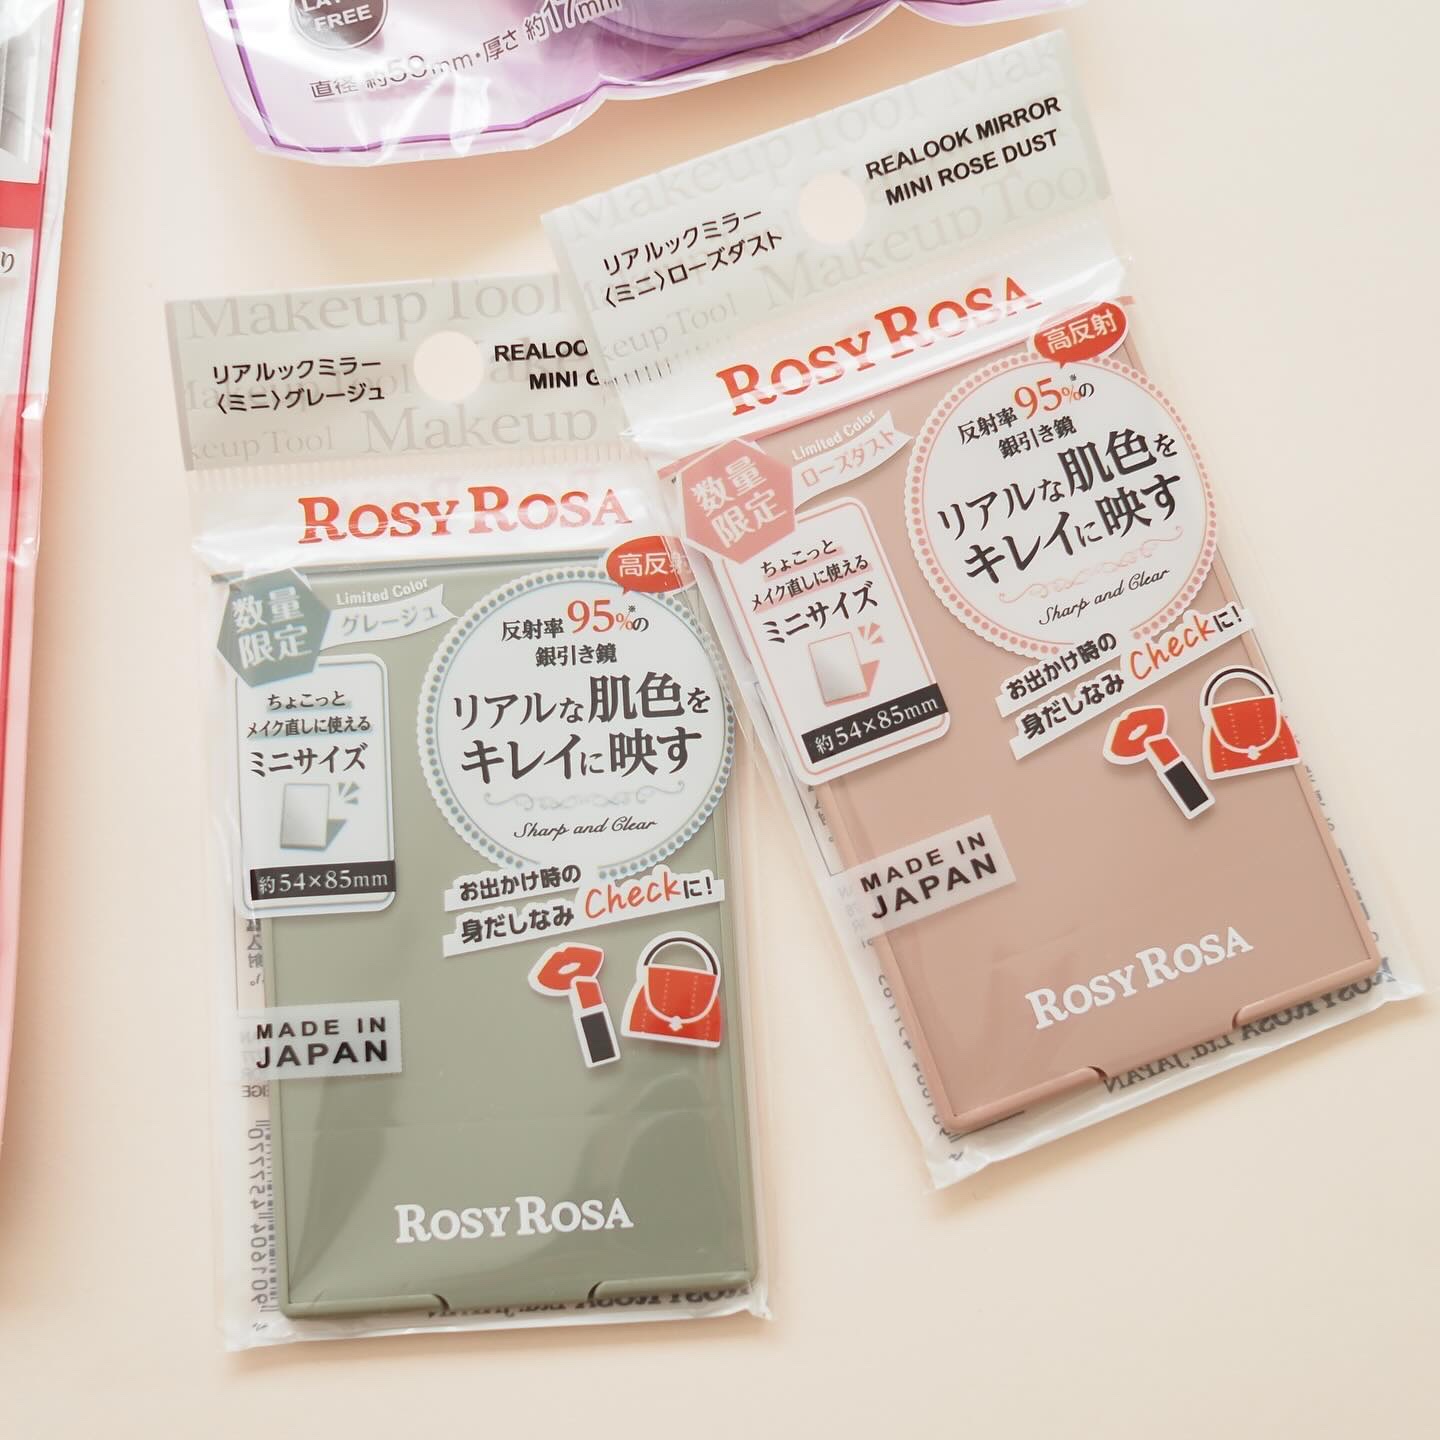 FREE
直径 約59mm・厚さ 約17mm
り
Makeup Tool
リアルックミラー
〈ミニ〉グレージュ
REALOO
MINI G
Makeup
ROSY ROSA
数量
限定
Limited Color
グレージュ
高反射
反射率95%※の
銀引き鏡
リアルな肌色を
キレイに映す
Sharp and Clear
ちょこっと
メイク直しに使える
ミニサイズ
約54×85mm
お出かけ時の
身だしなみCheckに!
MADE IN
JAPAN
ROSY ROSA
Makeup Tool
REALOOK MIRROR
MINI ROSE DUST
リアルックミラー
〈ミニ〉ローズダスト
Makeup Tool
ROSY ROSA
数量
限定
Limited Color
ローズダスト
高反射
反射率95%※の
銀引き鏡
リアルな肌色を
キレイに映す
Sharp and Clear
ちょこっと
メイク直しに使える
ミニサイズ
約54×85mm
お出かけ時の
身だしなみCheckに!
MADE IN
JAPAN
ROSY ROSA